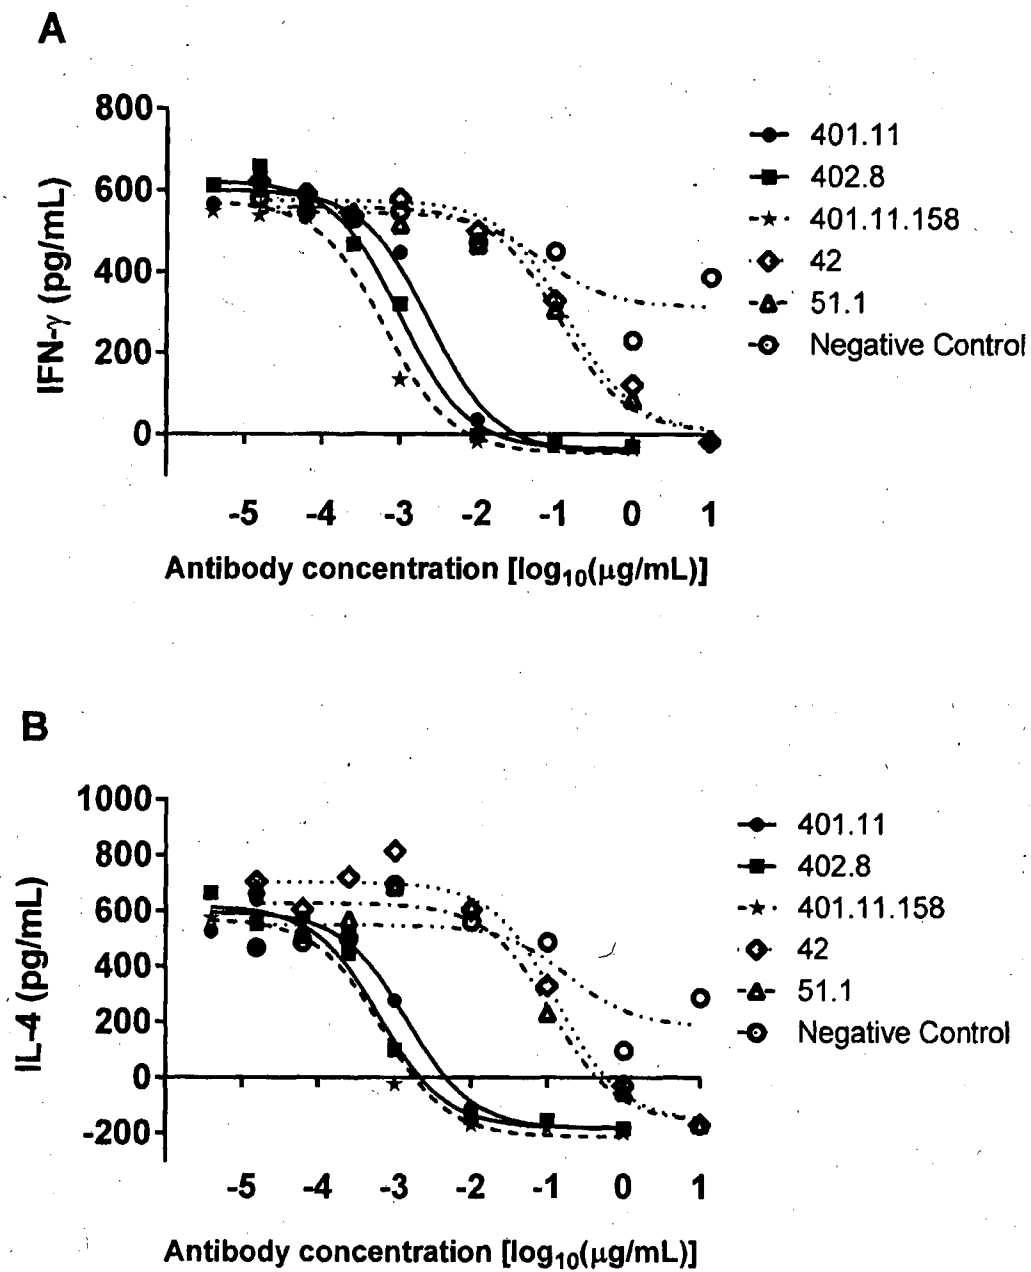 A
800
600
400
200
0
IFN-γ (pg/mL)
-5 -4 -3 -2 -1 0 1
Antibody concentration [log10(μg/mL)]
401.11
402.8
401.11.158
42
51.1
Negative Control
B
1000
800
600
400
200
0
-200
IL-4 (pg/mL)
-5 -4 -3 -2 -1 0 1
Antibody concentration [log10(μg/mL)]
401.11
402.8
401.11.158
42
51.1
Negative Control